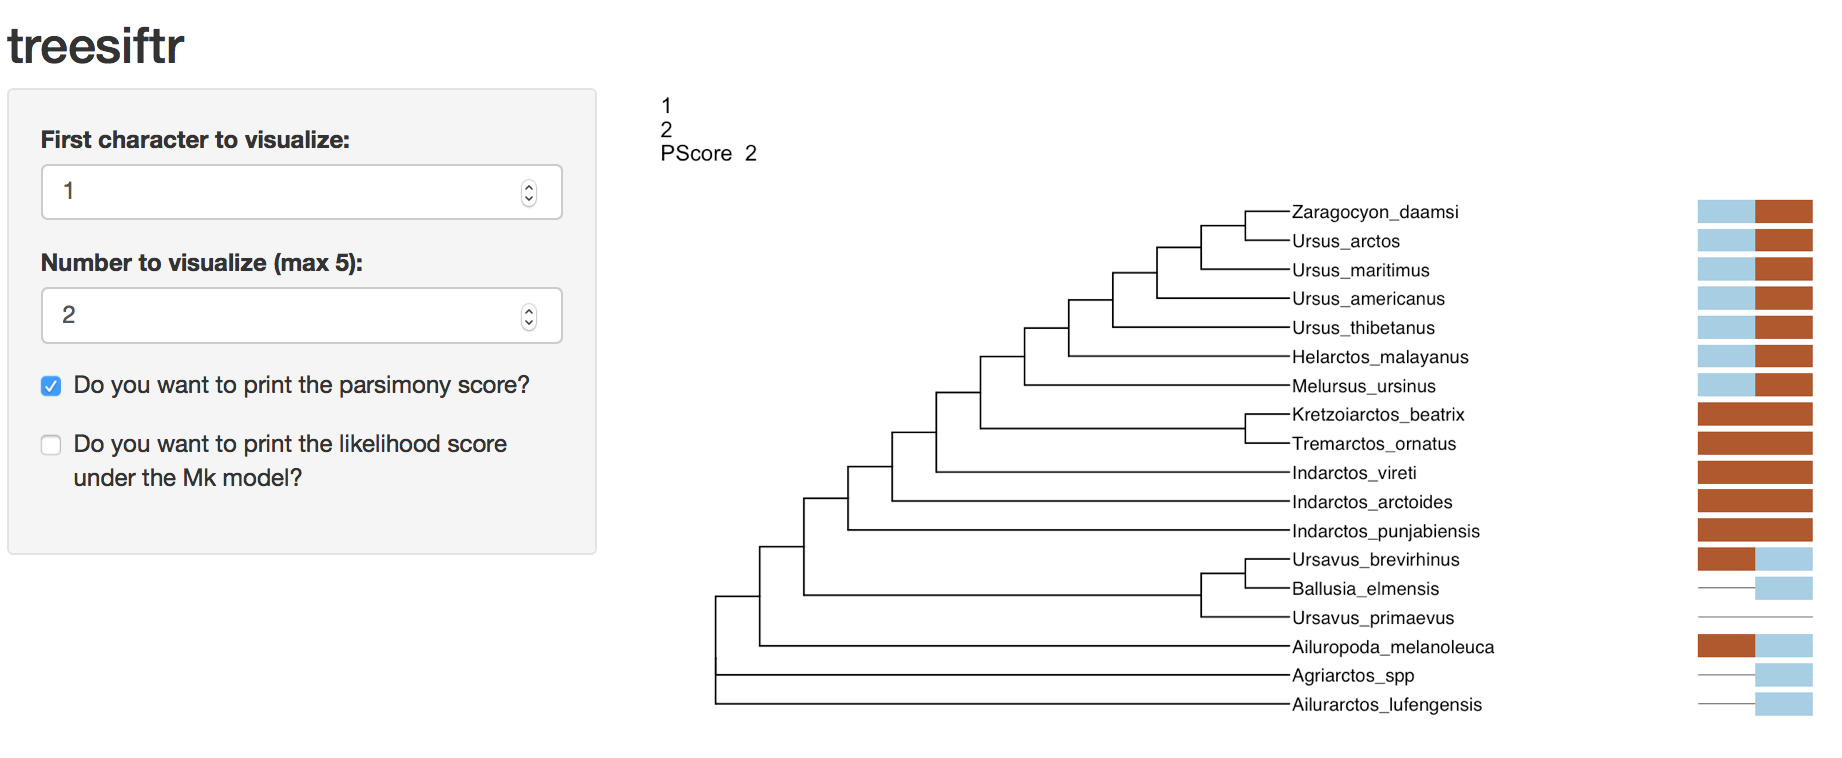 treesiftr
First character to visualize:
1
Number to visualize (max 5):
2
Do you want to print the parsimony score?
Do you want to print the likelihood score
under the Mk model?
1
2
PScore 2
Zaragocyon_daamsi
Ursus_arctos
Ursus_maritimus
Ursus_americanus
Ursus_thibetanus
Helarctos_malayanus
Melursus_ursinus
Kretzoiarctos_beatrix
Tremarctos_ornatus
Indarctos_vireti
Indarctos_arctoides
Indarctos_punjabiensis
Ursavus_brevirhinus
Ballusia_elmensis
Ursavus_primaevus
Ailuropoda_melanoleuca
Agriarctos_spp
Ailurarctos_lufengensis